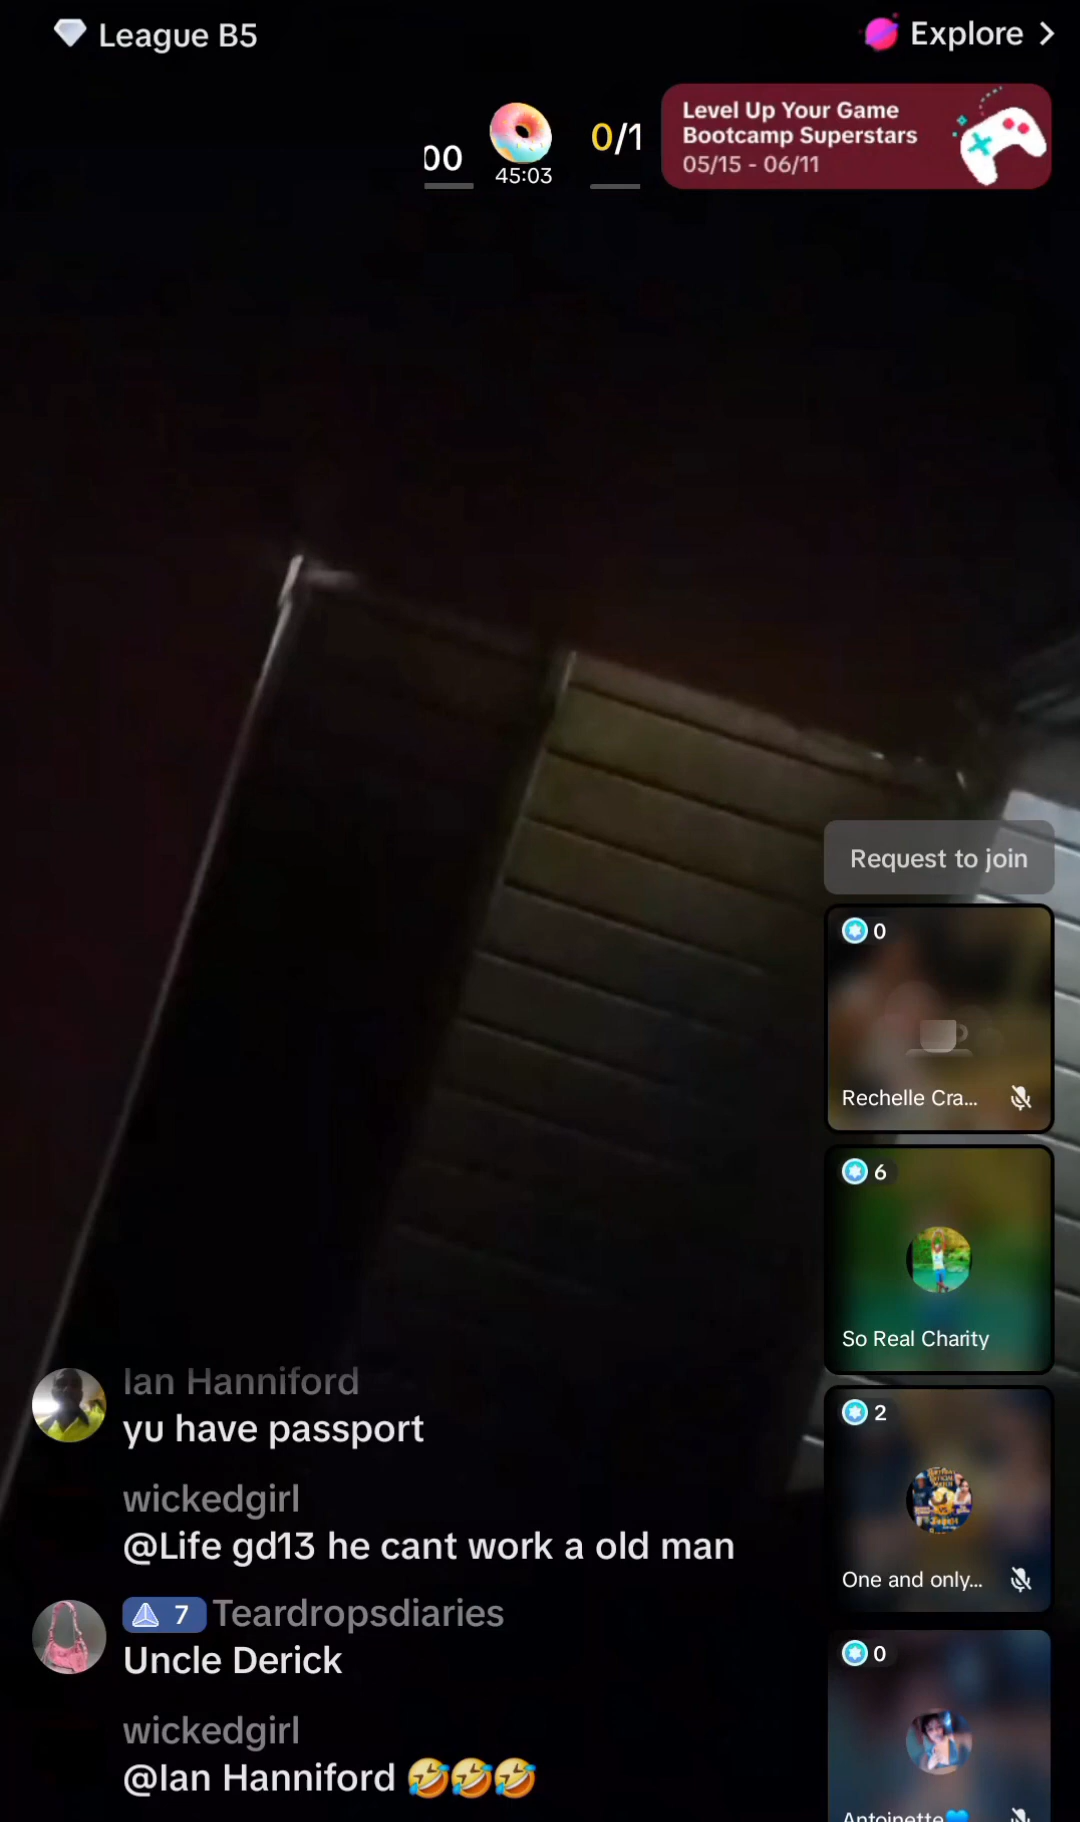 League B5
Explore
00
45:03
0/1
Level Up Your Game
Bootcamp Superstars
05/15 - 06/11
Request to join
0
Rechelle Cra...
6
So Real Charity
2
One and only...
0
Antoinette💙
Ian Hanniford
yu have passport
wickedgirl
@Life gd13 he cant work a old man
7 Teardropsdiaries
Uncle Derick
wickedgirl
@Ian Hanniford 🤣🤣🤣